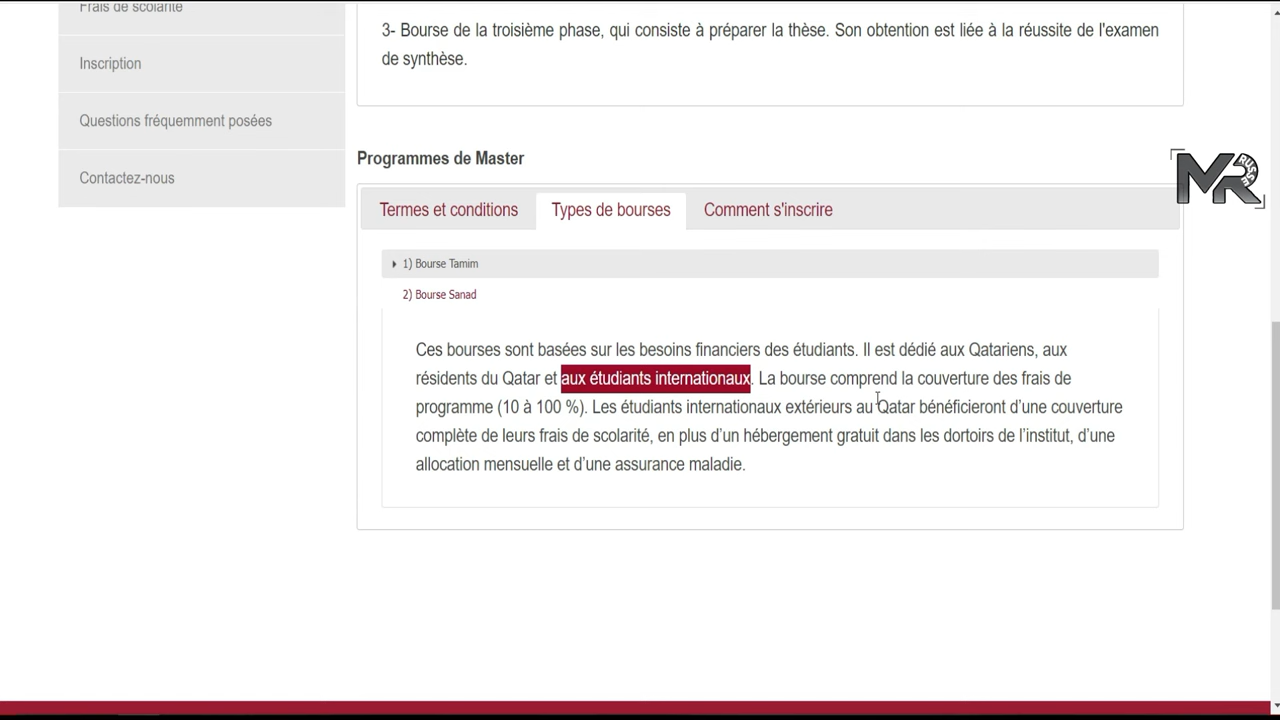 Frais de scolarité
Inscription
Questions fréquemment posées
Contactez-nous
3- Bourse de la troisième phase, qui consiste à préparer la thèse. Son obtention est liée à la réussite de l'examen
de synthèse.
Programmes de Master
Termes et conditions
Types de bourses
Comment s'inscrire
1) Bourse Tamim
2) Bourse Sanad
Ces bourses sont basées sur les besoins financiers des étudiants. Il est dédié aux Qatariens, aux
résidents du Qatar et aux étudiants internationaux. La bourse comprend la couverture des frais de
programme (10 à 100 %). Les étudiants internationaux extérieurs au Qatar bénéficieront d’une couverture
complète de leurs frais de scolarité, en plus d’un hébergement gratuit dans les dortoirs de l’institut, d’une
allocation mensuelle et d’une assurance maladie.
MR
RUSSE